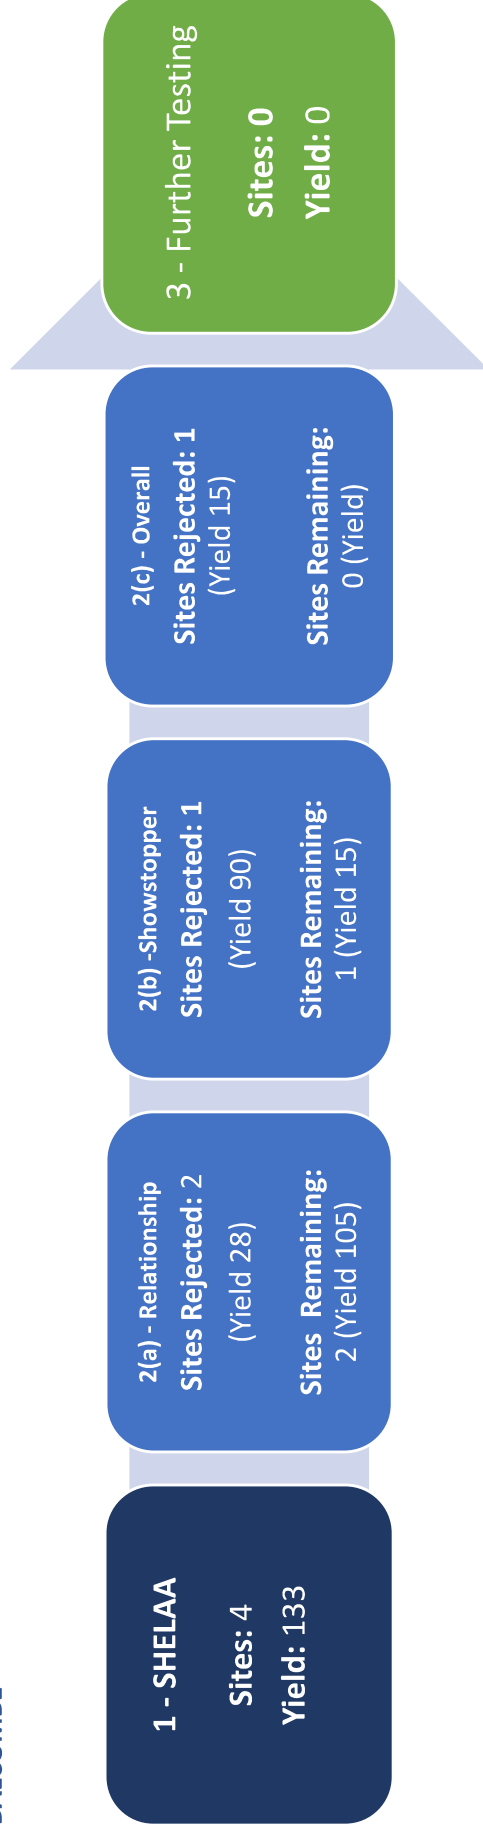 1 - SHELAA
Sites: 4
Yield: 133
2(a) - Relationship
Sites Rejected: 2
(Yield 28)
Sites Remaining:
2 (Yield 105)
2(b) -Showstopper
Sites Rejected: 1
(Yield 90)
Sites Remaining:
1 (Yield 15)
2(c) - Overall
Sites Rejected: 1
(Yield 15)
Sites Remaining:
0 (Yield)
3 - Further Testing
Sites: 0
Yield: 0